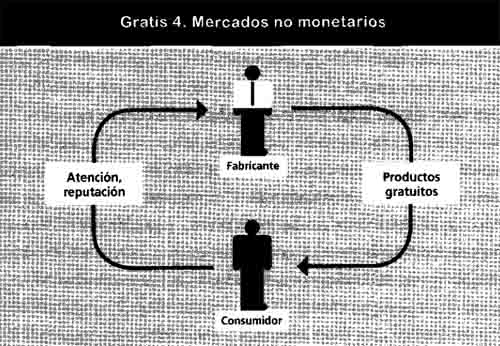 Gratis 4. Mercados no monetarios
Fabricante
Atención,
reputación
Productos
gratuitos
Consumidor